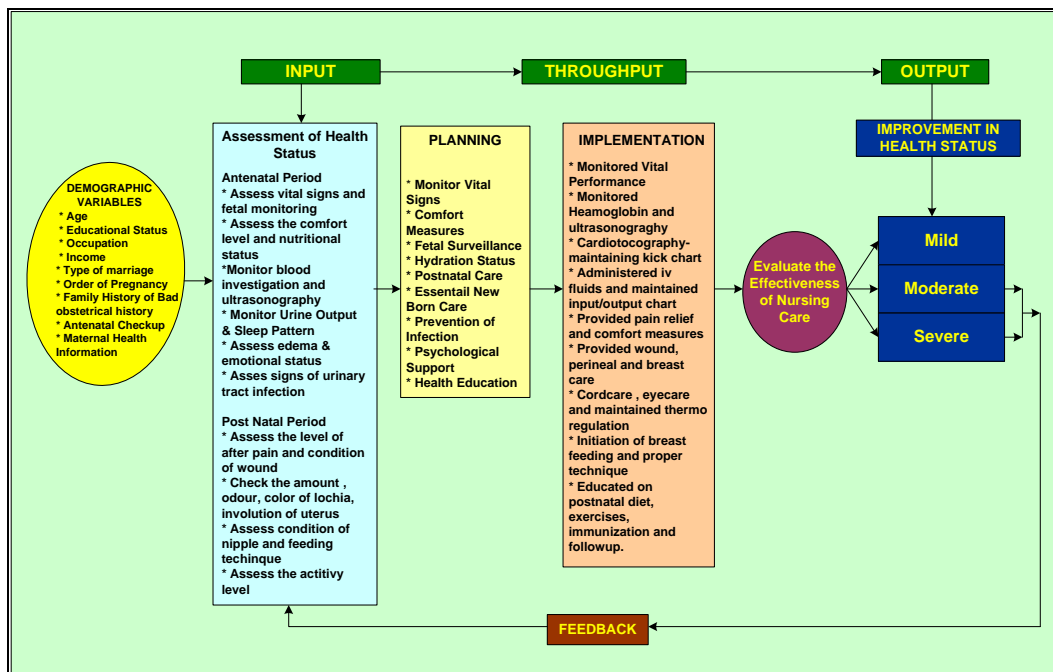 INPUT
THROUGHPUT
OUTPUT
IMPROVEMENT IN
HEALTH STATUS
DEMOGRAPHIC
VARIABLES
* Age
* Educational Status
* Occupation
* Income
* Type of marriage
* Order of Pregnancy
* Family History of Bad
obstetrical history
* Antenatal Checkup
* Maternal Health
Information
Assessment of Health
Status
Antenatal Period
* Assess vital signs and
fetal monitoring
* Assess the comfort
level and nutritional
status
*Monitor blood
investigation and
ultrasonography
* Monitor Urine Output
& Sleep Pattern
* Assess edema &
emotional status
* Asses signs of urinary
tract infection
Post Natal Period
* Assess the level of
after pain and condition
of wound
* Check the amount ,
odour, color of lochia,
involution of uterus
* Assess condition of
nipple and feeding
techinque
* Assess the actitivy
level
PLANNING
* Monitor Vital
Signs
* Comfort
Measures
* Fetal Surveillance
* Hydration Status
* Postnatal Care
* Essentail New
Born Care
* Prevention of
Infection
* Psychological
Support
* Health Education
IMPLEMENTATION
* Monitored Vital
Performance
* Monitored
Heamoglobin and
ultrasonograghy
* Cardiotocography-
maintaining kick chart
* Administered iv
fluids and maintained
input/output chart
* Provided pain relief
and comfort measures
* Provided wound,
perineal and breast
care
* Cordcare , eyecare
and maintained thermo
regulation
* Initiation of breast
feeding and proper
technique
* Educated on
postnatal diet,
exercises,
immunization and
followup.
Evaluate the
Effectiveness
of Nursing
Care
Mild
Moderate
Severe
FEEDBACK